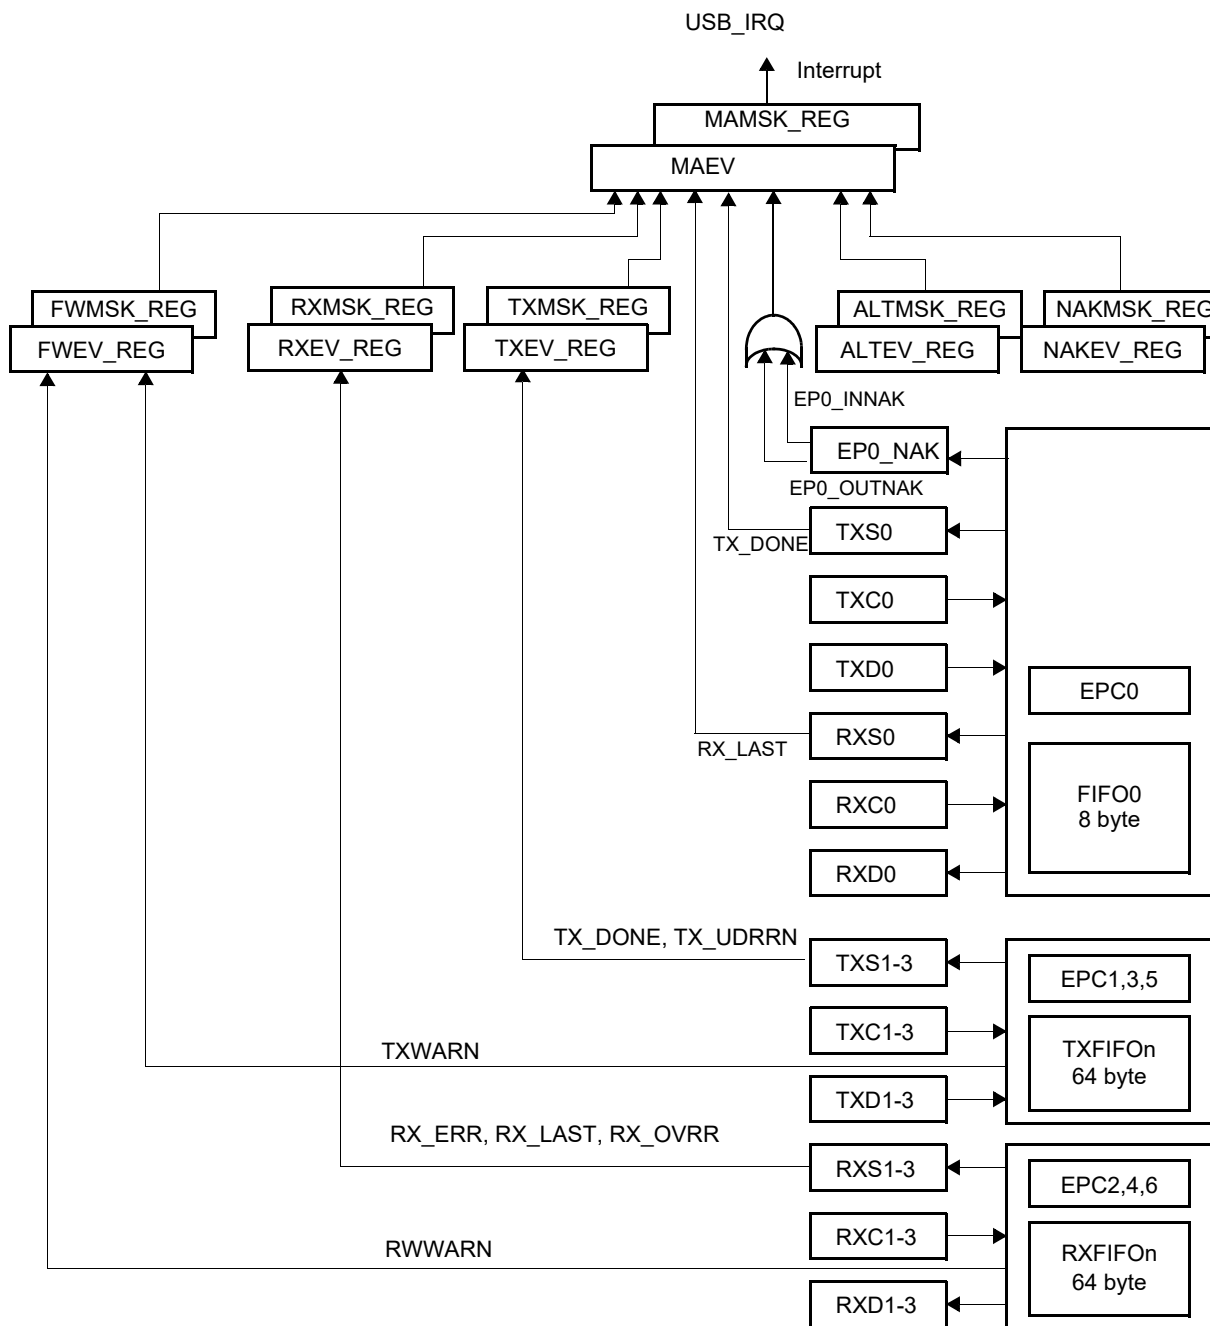 USB_IRQ
Interrupt
MAMSK_REG
MAEV
FWMSK_REG
RXMSK_REG
TXMSK_REG
ALTMSK_REG
NAKMSK_REG
FWEV_REG
RXEV_REG
TXEV_REG
ALTEV_REG
NAKEV_REG
EP0_INNAK
EP0_NAK
EP0_OUTNAK
TXS0
TX_DONE
TXC0
TXD0
EPC0
RXS0
RX_LAST
FIFO0
8 byte
RXC0
RXD0
TX_DONE, TX_UDRRN
TXS1-3
EPC1,3,5
TXC1-3
TXWARN
TXFIFOn
64 byte
TXD1-3
RX_ERR, RX_LAST, RX_OVRR
RXS1-3
EPC2,4,6
RXC1-3
RWWARN
RXFIFOn
64 byte
RXD1-3